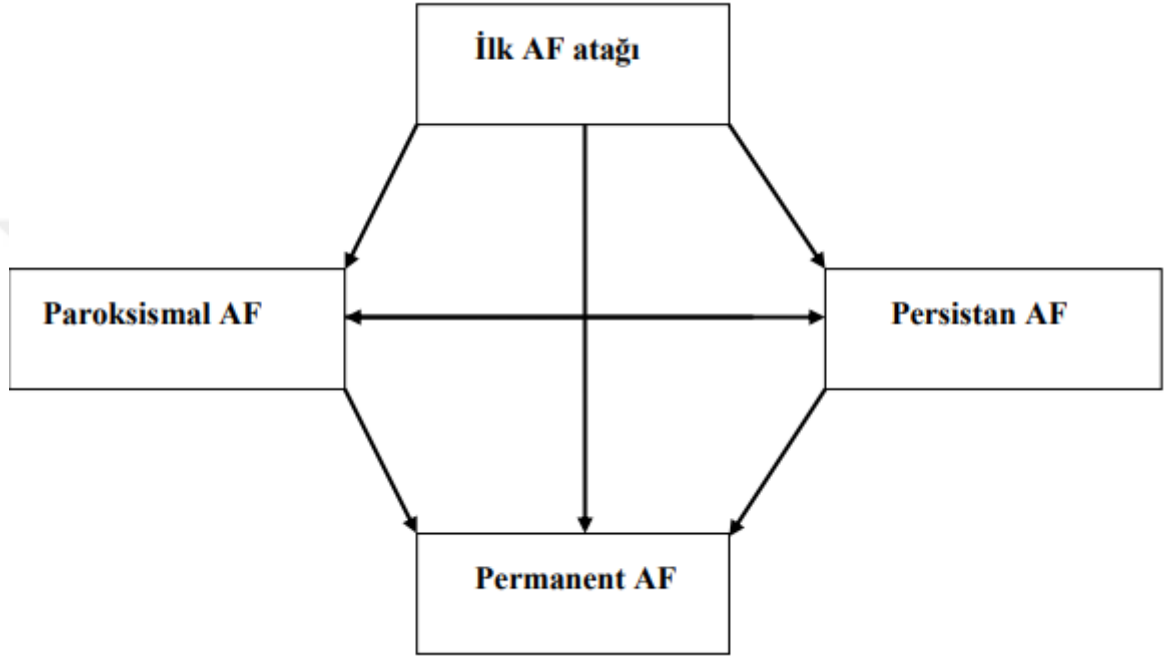 İlk AF atağı
Paroksismal AF
Persistan AF
Permanent AF